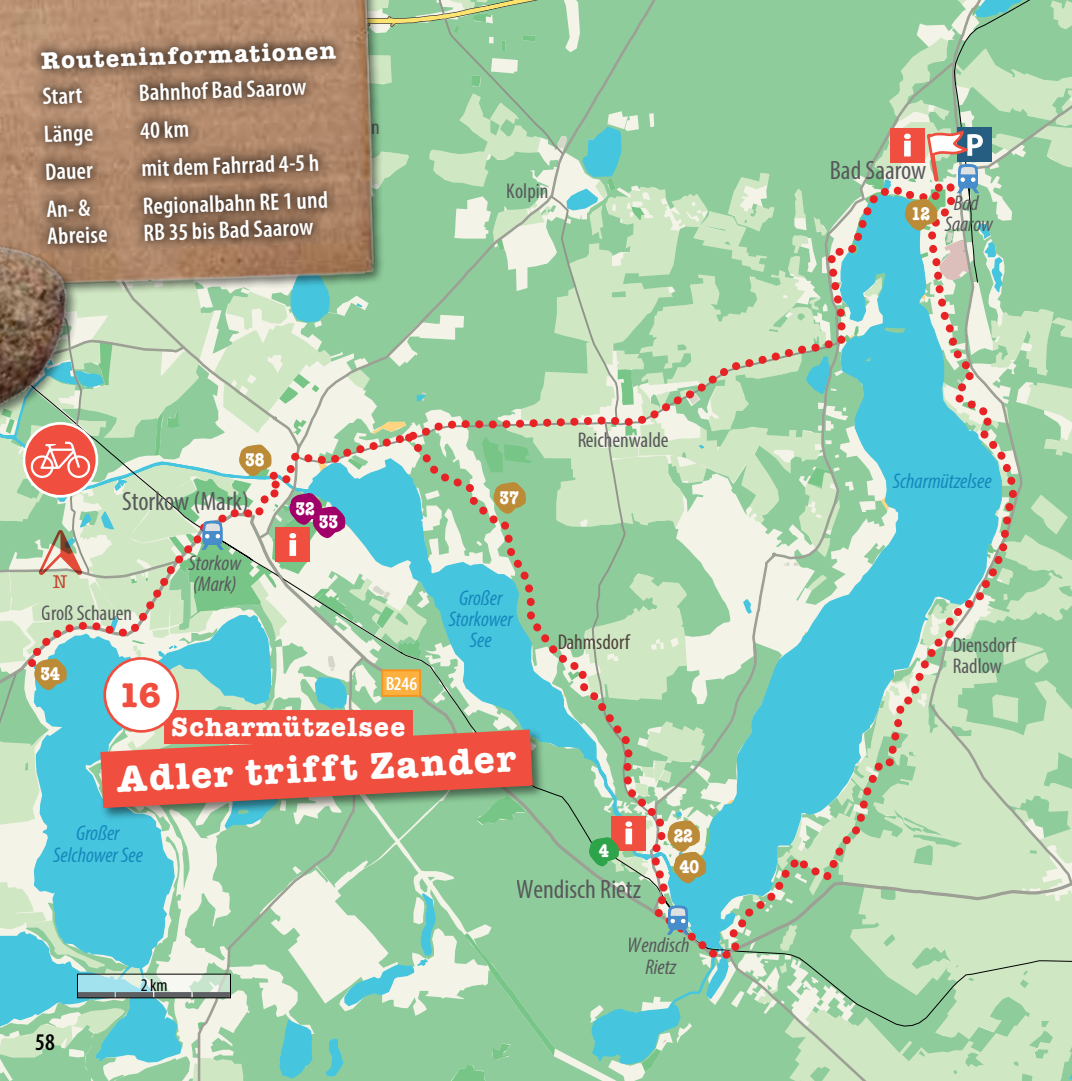 Routeninformationen
Start Bahnhof Bad Saarow
Länge 40 km
Dauer mit dem Fahrrad 4-5 h
An- & Regionalbahn RE 1 und
Abreise RB 35 bis Bad Saarow
n
Kolpin
i
P
Bad Saarow
12
Bad
Saarow
Reichenwalde
38
37
Scharmützelsee
Storkow (Mark)
32
33
i
Storkow
(Mark)
N
Groß Schauen
Großer
Storkower
See
Dahmsdorf
Diensdorf
Radlow
34
B246
16
Scharmützelsee
Adler trifft Zander
Großer
Selchower See
i
22
4
40
Wendisch Rietz
Wendisch
Rietz
2 km
58